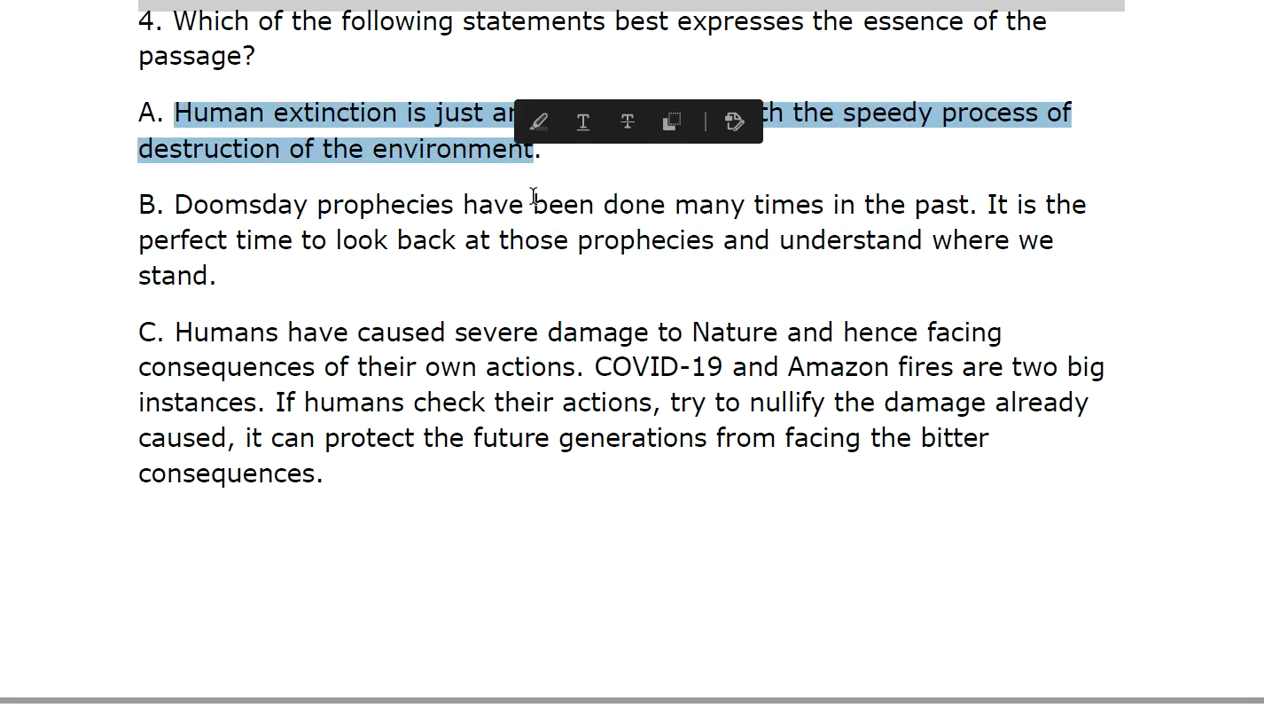 4. Which of the following statements best expresses the essence of the
passage?
A. Human extinction is just the speedy process of
destruction of the environment.
B. Doomsday prophecies have been done many times in the past. It is the
perfect time to look back at those prophecies and understand where we
stand.
C. Humans have caused severe damage to Nature and hence facing
consequences of their own actions. COVID-19 and Amazon fires are two big
instances. If humans check their actions, try to nullify the damage already
caused, it can protect the future generations from facing the bitter
consequences.